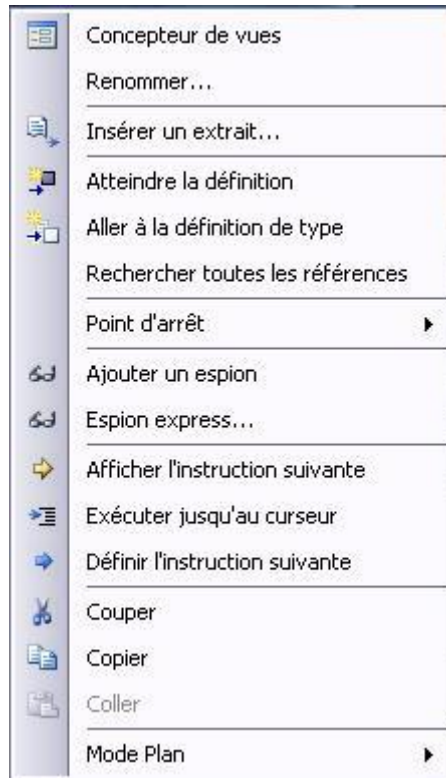 Concepteur de vues
Renommer...
Insérer un extrait...
Atteindre la définition
Aller à la définition de type
Rechercher toutes les références
Point d'arrêt
Ajouter un espion
Espion express...
Afficher l'instruction suivante
Exécuter jusqu'au curseur
Définir l'instruction suivante
Couper
Copier
Coller
Mode Plan